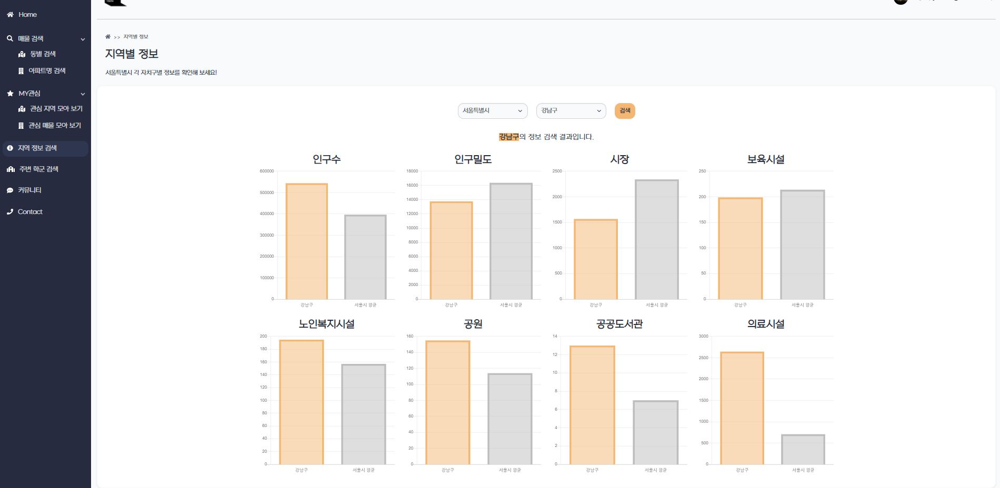 Home
매물 검색
동별 검색
아파트명 검색
MY관심
관심 지역 모아 보기
관심 매물 모아 보기
지역 정보 검색
주변 학군 검색
커뮤니티
Contact
>> 지역별 정보
지역별 정보
서울특별시 각 자치구별 정보를 확인해 보세요!
서울특별시 강남구 검색
강남구의 정보 검색 결과입니다.
인구수
600000
500000
400000
300000
200000
100000
0
강남구 서울시 평균
인구밀도
18000
16000
14000
12000
10000
8000
6000
4000
2000
0
강남구 서울시 평균
시장
2500
2000
1500
1000
500
0
강남구 서울시 평균
보육시설
250
200
150
100
50
0
강남구 서울시 평균
노인복지시설
200
180
160
140
120
100
80
60
40
20
0
강남구 서울시 평균
공원
160
140
120
100
80
60
40
20
0
강남구 서울시 평균
공공도서관
14
12
10
8
6
4
2
0
강남구 서울시 평균
의료시설
3000
2500
2000
1500
1000
500
0
강남구 서울시 평균